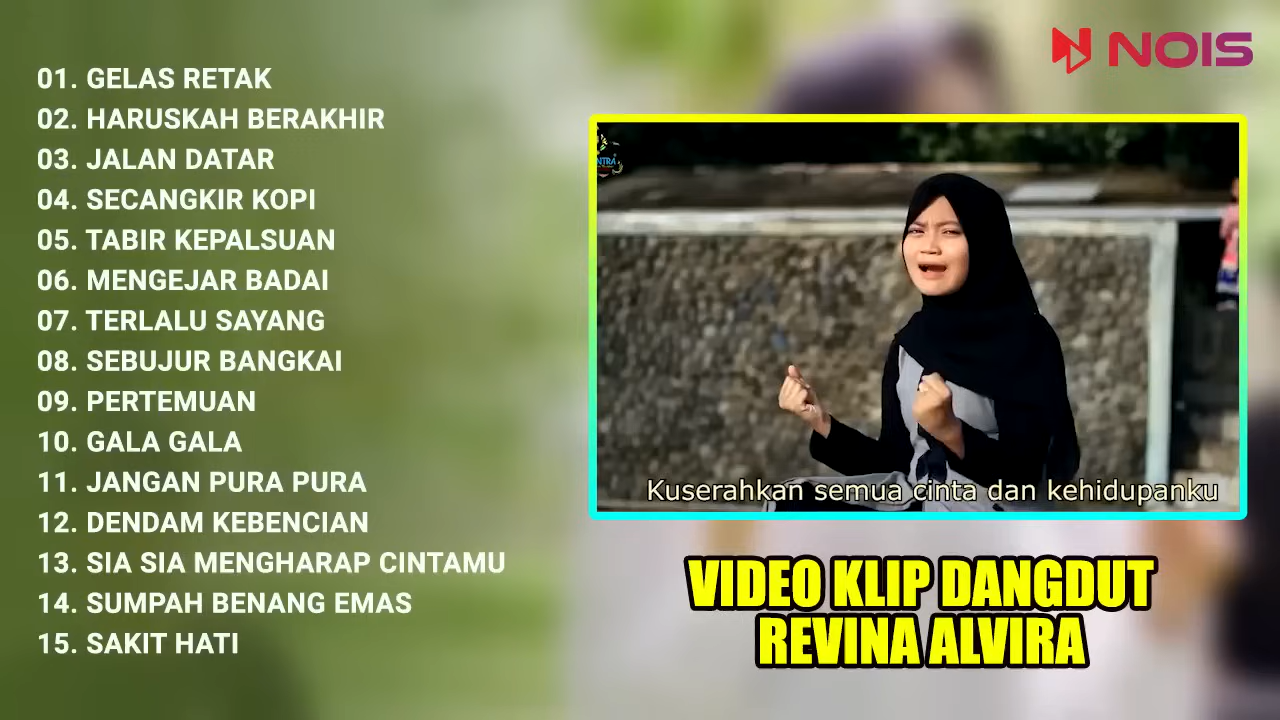 01. GELAS RETAK
02. HARUSKAH BERAKHIR
03. JALAN DATAR
04. SECANGKIR KOPI
05. TABIR KEPALSUAN
06. MENGEJAR BADAI
07. TERLALU SAYANG
08. SEBUJUR BANGKAI
09. PERTEMUAN
10. GALA GALA
11. JANGAN PURA PURA
12. DENDAM KEBENCIAN
13. SIA SIA MENGHARAP CINTAMU
14. SUMPAH BENANG EMAS
15. SAKIT HATI
NOIS
Kuserahkan semua cinta dan kehidupanku
VIDEO KLIP DANGDUT
REVINA ALVIRA